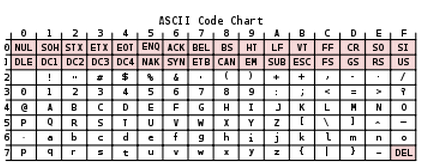 ASCII Code Chart
0 1 2 3 4 5 6 7 8 9 A B C D E F
0 NUL SOH STX ETX EOT ENQ ACK BEL BS HT LF VT FF CR SO SI
1 DLE DC1 DC2 DC3 DC4 NAK SYN ETB CAN EM SUB ESC FS GS RS US
2 ! " # $ % & ( ) + , - . /
3 0 1 2 3 4 5 6 7 8 9 : ; < = > ?
4 @ A B C D E F G H I J K L M N O
5 P Q R S T U V W X Y Z [ \ ] ^ _
6 a b c d e f g h i j k l m n o
7 p q r s t u v w x y z { | } ~ DEL